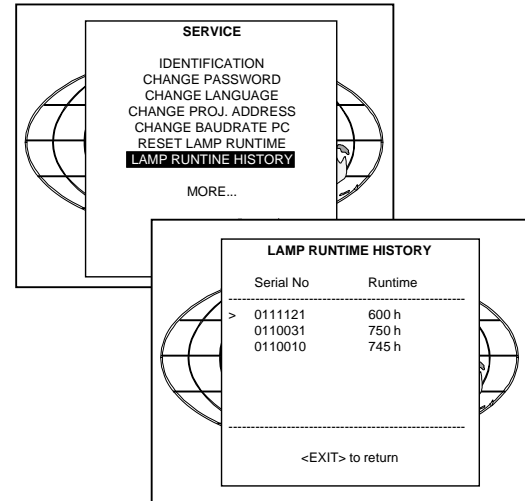 SERVICE
IDENTIFICATION
CHANGE PASSWORD
CHANGE LANGUAGE
CHANGE PROJ. ADDRESS
CHANGE BAUDRATE PC
RESET LAMP RUNTIME
LAMP RUNTINE HISTORY
MORE...
LAMP RUNTIME HISTORY
Serial No Runtime
> 0111121 600 h
0110031 750 h
0110010 745 h
<EXIT> to return